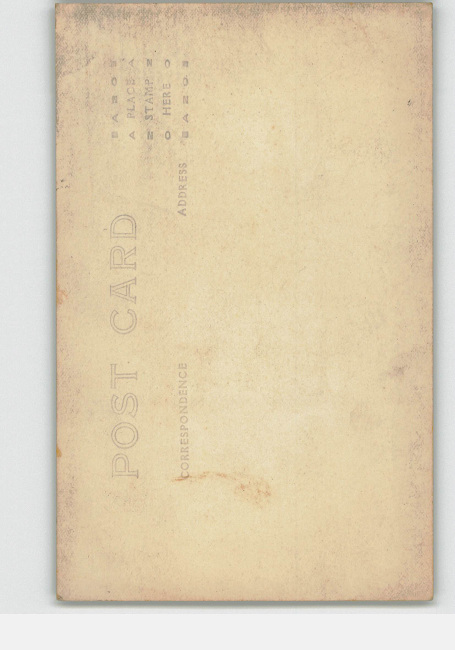 POST CARD
PLACE
STAMP
HERE
CORRESPONDENCE
ADDRESS